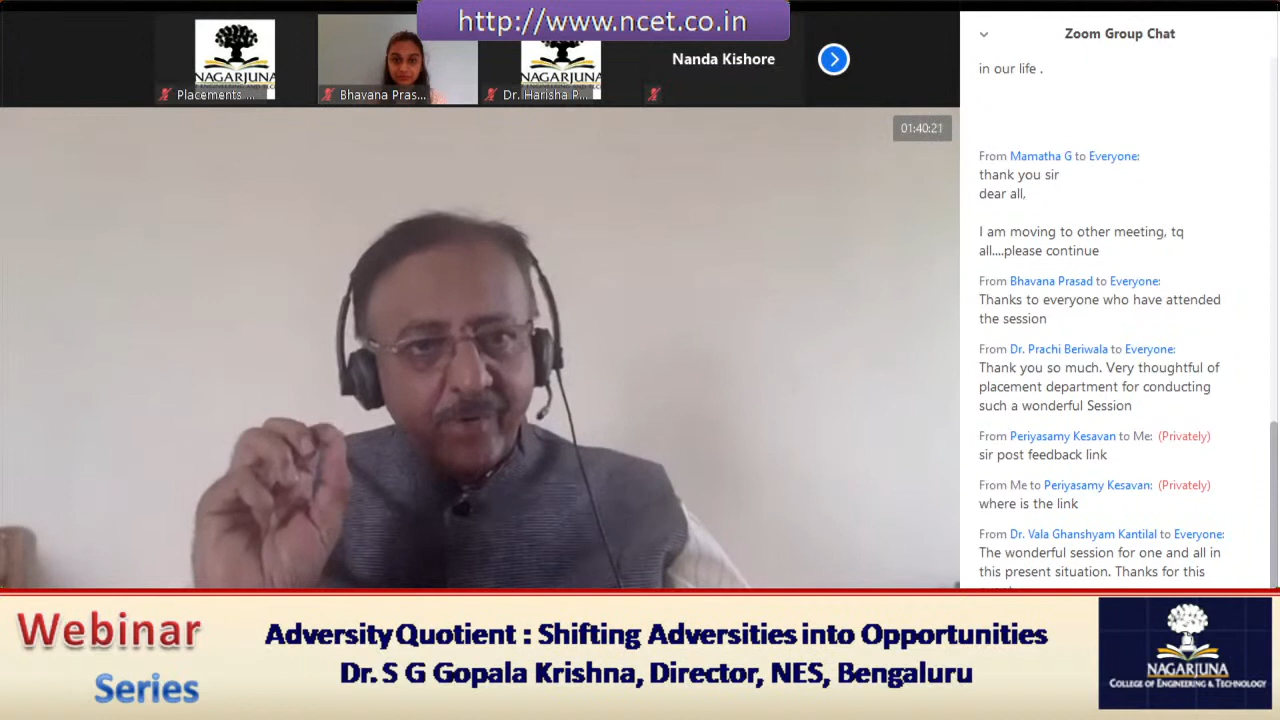 http://www.ncet.co.in
NAGARJUNA
Placements ...
Bhavana Pras...
NAGARJUNA
Dr. Harisha P...
Nanda Kishore
01:40:21
Zoom Group Chat
in our life .
From Mamatha G to Everyone:
thank you sir
dear all,
I am moving to other meeting, tq
all....please continue
From Bhavana Prasad to Everyone:
Thanks to everyone who have attended
the session
From Dr. Prachi Beriwala to Everyone:
Thank you so much. Very thoughtful of
placement department for conducting
such a wonderful Session
From Periyasamy Kesavan to Me: (Privately)
sir post feedback link
From Me to Periyasamy Kesavan: (Privately)
where is the link
From Dr. Vala Ghanshyam Kantilal to Everyone:
The wonderful session for one and all in
this present situation. Thanks for this
Webinar
Series
Adversity Quotient : Shifting Adversities into Opportunities
Dr. S G Gopala Krishna, Director, NES, Bengaluru
NAGARJUNA
COLLEGE OF ENGINEERING & TECHNOLOGY